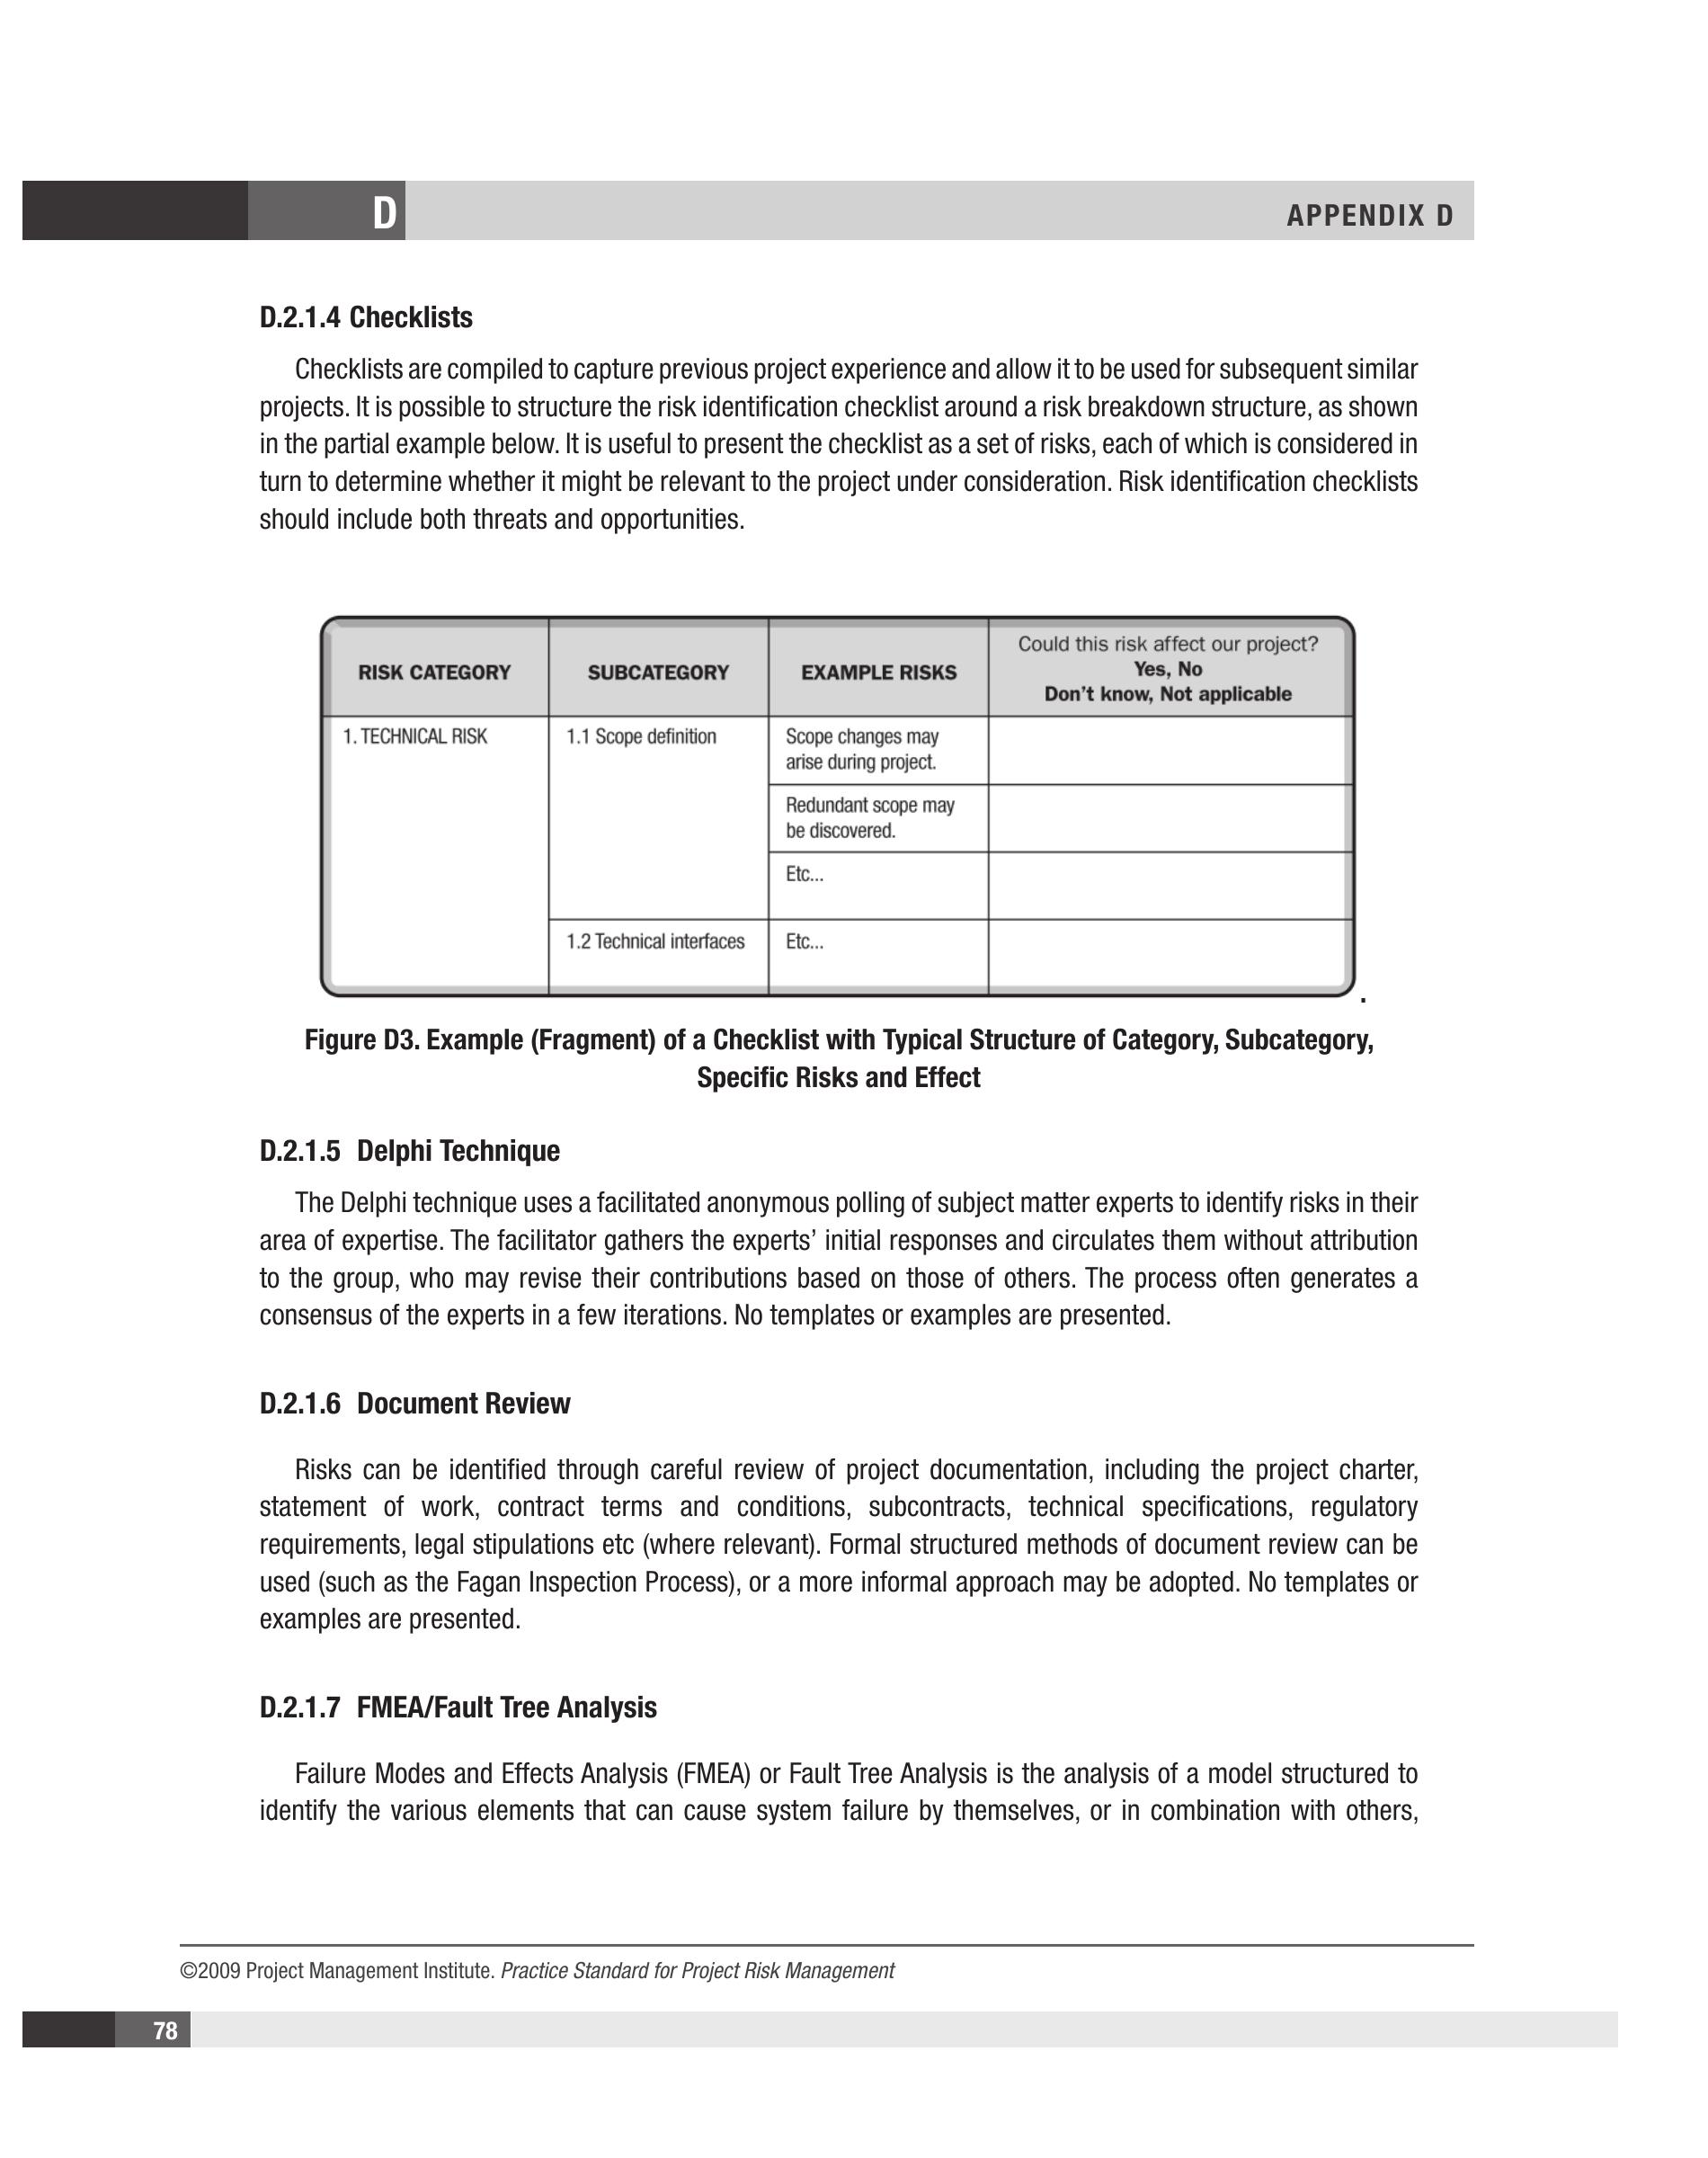 D
APPENDIX D
D.2.1.4 Checklists
Checklists are compiled to capture previous project experience and allow it to be used for subsequent similar
projects. It is possible to structure the risk identification checklist around a risk breakdown structure, as shown
in the partial example below. It is useful to present the checklist as a set of risks, each of which is considered in
turn to determine whether it might be relevant to the project under consideration. Risk identification checklists
should include both threats and opportunities.
RISK CATEGORY
SUBCATEGORY
EXAMPLE RISKS
Could this risk affect our project?
Yes, No
Don’t know, Not applicable
1. TECHNICAL RISK
1.1 Scope definition
Scope changes may
arise during project.
Redundant scope may
be discovered.
Etc...
1.2 Technical interfaces
Etc...
.
Figure D3. Example (Fragment) of a Checklist with Typical Structure of Category, Subcategory,
Specific Risks and Effect
D.2.1.5 Delphi Technique
The Delphi technique uses a facilitated anonymous polling of subject matter experts to identify risks in their
area of expertise. The facilitator gathers the experts’ initial responses and circulates them without attribution
to the group, who may revise their contributions based on those of others. The process often generates a
consensus of the experts in a few iterations. No templates or examples are presented.
D.2.1.6 Document Review
Risks can be identified through careful review of project documentation, including the project charter,
statement of work, contract terms and conditions, subcontracts, technical specifications, regulatory
requirements, legal stipulations etc (where relevant). Formal structured methods of document review can be
used (such as the Fagan Inspection Process), or a more informal approach may be adopted. No templates or
examples are presented.
D.2.1.7 FMEA/Fault Tree Analysis
Failure Modes and Effects Analysis (FMEA) or Fault Tree Analysis is the analysis of a model structured to
identify the various elements that can cause system failure by themselves, or in combination with others,
©2009 Project Management Institute. Practice Standard for Project Risk Management
78